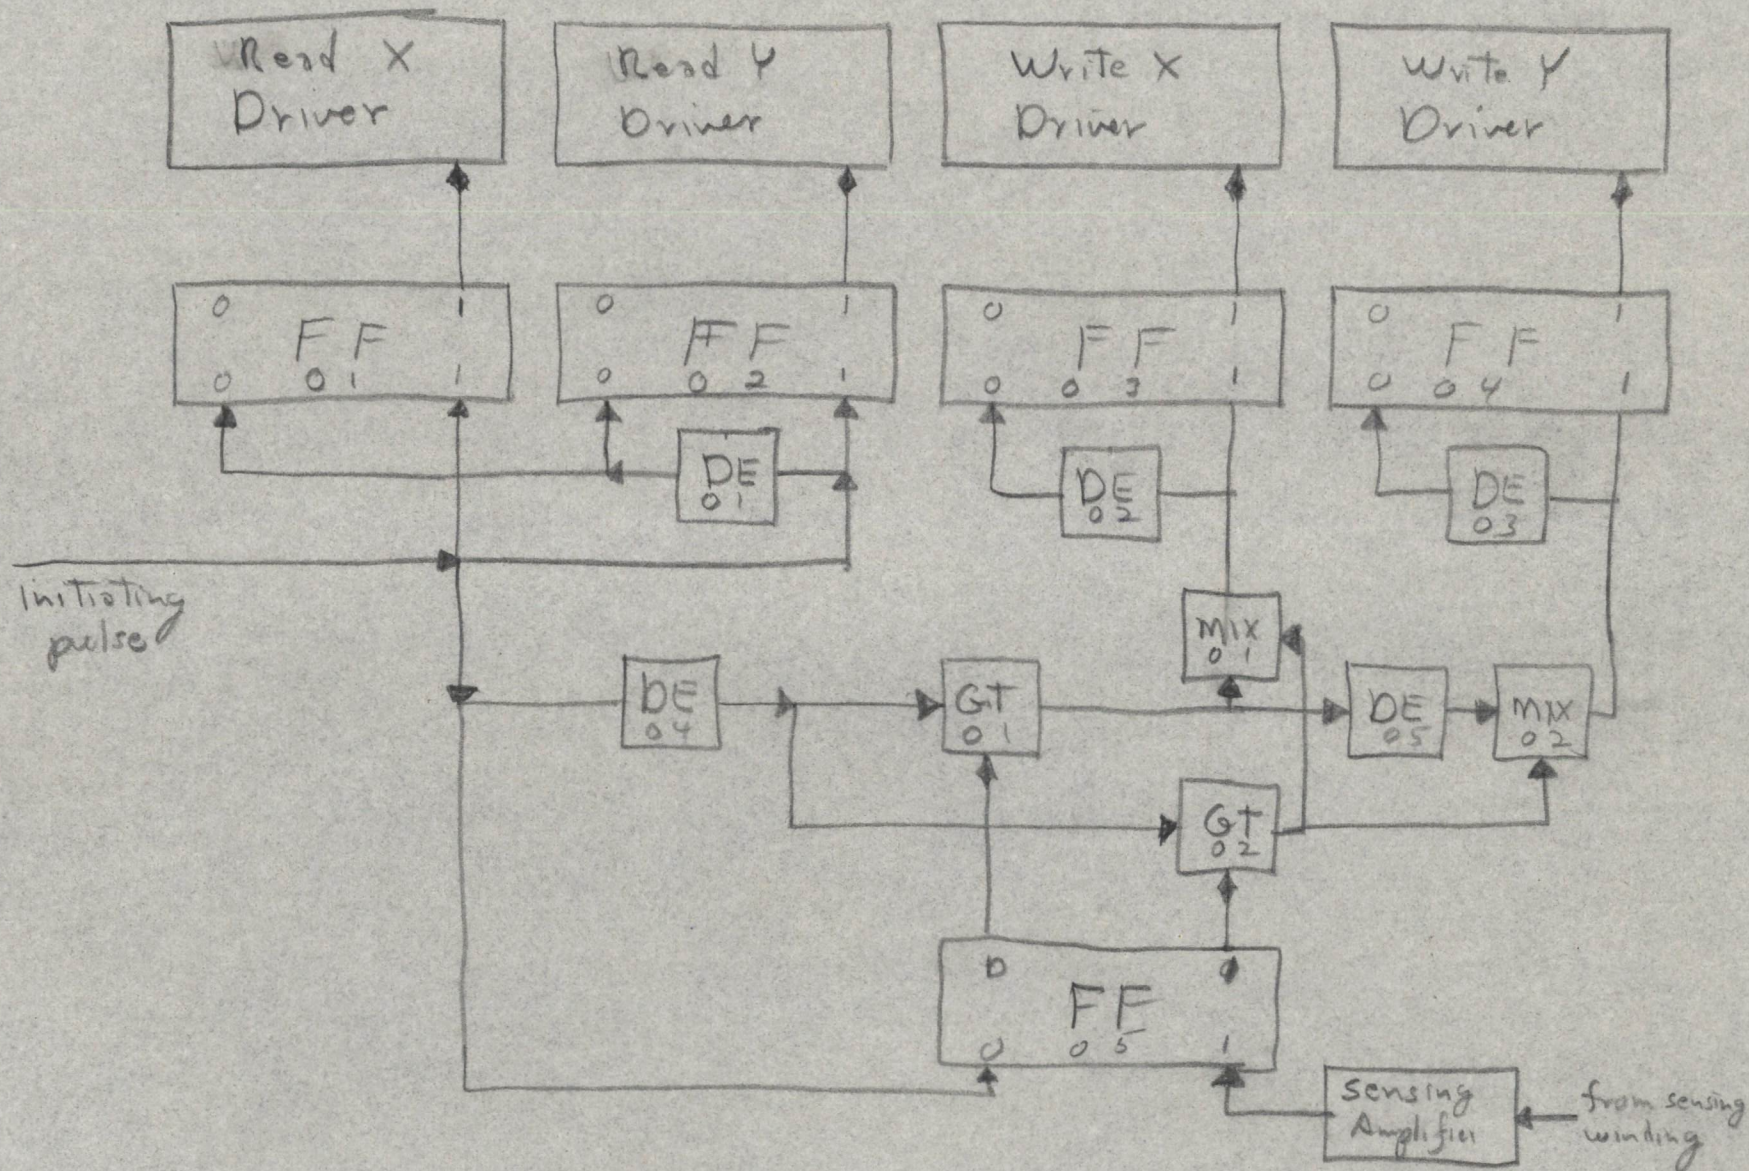 Read X
Driver
Read Y
Driver
Write X
Driver
Write Y
Driver
0 1
FF
0 01 1
0 1
FF
0 02 1
0 1
FF
0 03 1
0 1
FF
0 04 1
DE
01
DE
02
DE
03
Initiating
pulse
MIX
01
DE
04
GT
01
DE
05
MIX
02
GT
02
0
FF
0 05 1
Sensing
Amplifier
from sensing
winding